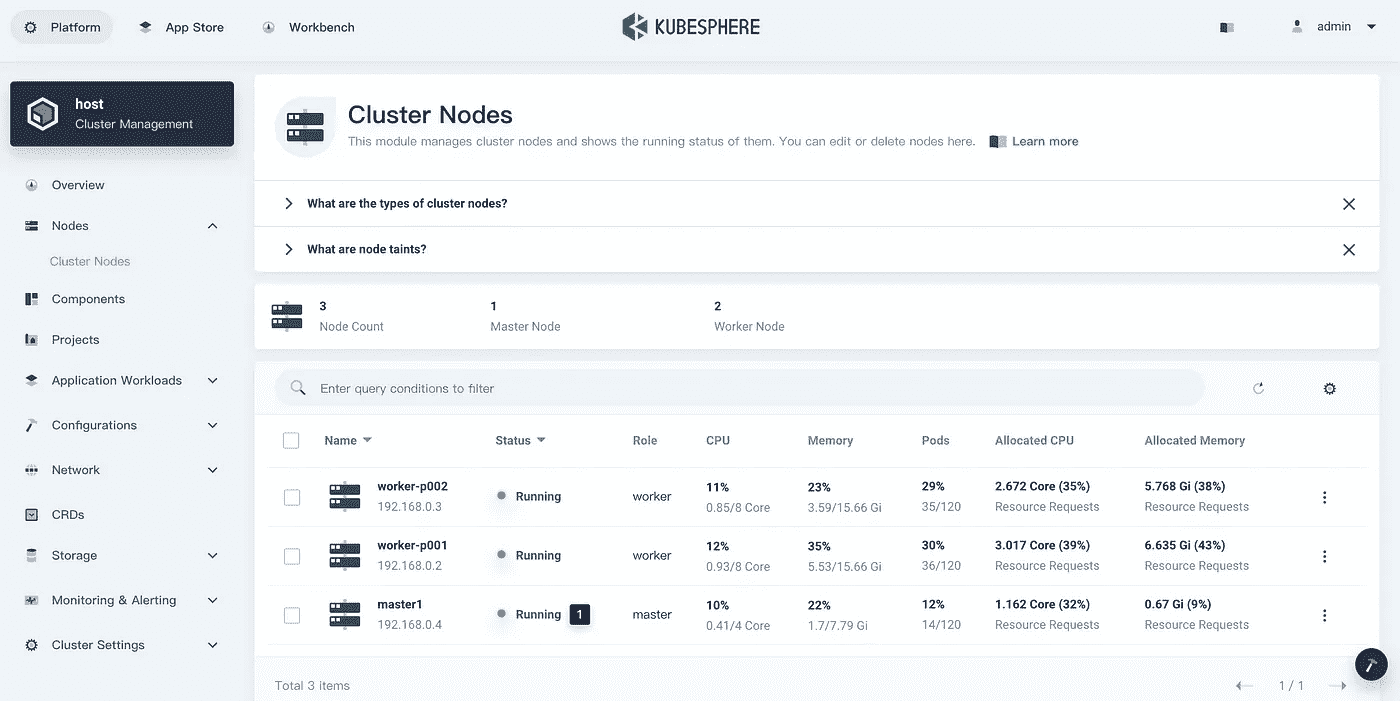 Platform
App Store
Workbench
KUBESPHERE
admin
host
Cluster Management
Overview
Nodes
Cluster Nodes
Components
Projects
Application Workloads
Configurations
Network
CRDs
Storage
Monitoring & Alerting
Cluster Settings
Cluster Nodes
This module manages cluster nodes and shows the running status of them. You can edit or delete nodes here. Learn more
What are the types of cluster nodes?
What are node taints?
3 1 2
Node Count Master Node Worker Node
Enter query conditions to filter
Name Status Role CPU Memory Pods Allocated CPU Allocated Memory
worker-p002 Running worker 11% 23% 29% 2.672 Core (35%) 5.768 Gi (38%)
192.168.0.3 0.85/8 Core 3.59/15.66 Gi 35/120 Resource Requests Resource Requests
worker-p001 Running worker 12% 35% 30% 3.017 Core (39%) 6.635 Gi (43%)
192.168.0.2 0.93/8 Core 5.53/15.66 Gi 36/120 Resource Requests Resource Requests
master1 Running 1 master 10% 22% 12% 1.162 Core (32%) 0.67 Gi (9%)
192.168.0.4 0.41/4 Core 1.7/7.79 Gi 14/120 Resource Requests Resource Requests
Total 3 items
1 / 1